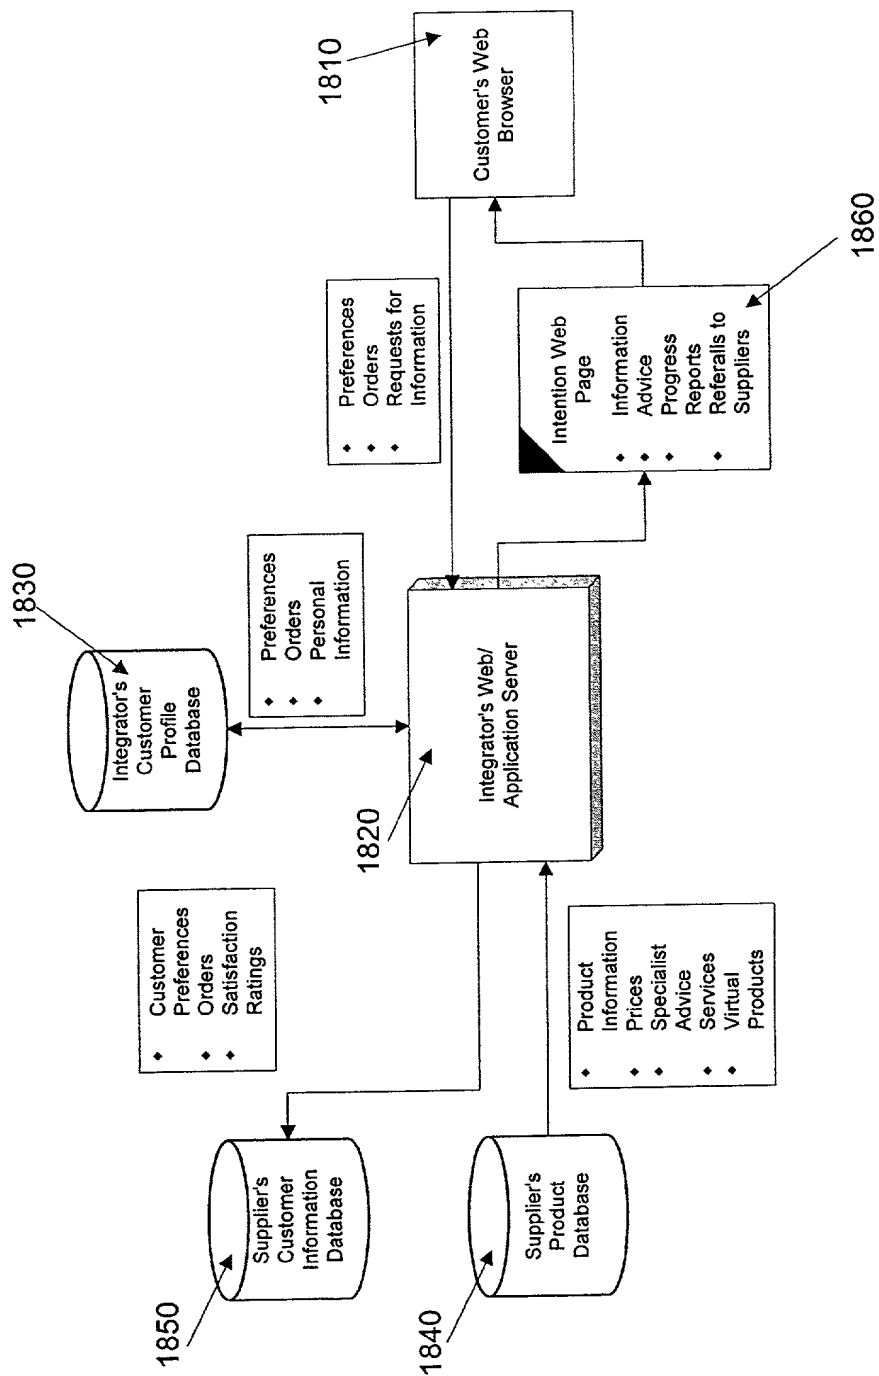 1830
Integrator's
Customer
Profile
Database
1850
Supplier's
Customer
Information
Database
◆ Customer
Preferences
◆ Orders
◆ Satisfaction
Ratings
◆ Preferences
◆ Orders
◆ Personal
Information
1810
◆ Preferences
◆ Orders
◆ Requests for
Information
1820
Integrator's Web/
Application Server
Customer's Web
Browser
1840
Supplier's
Product
Database
◆ Product
Information
◆ Prices
◆ Specialist
Advice
◆ Services
◆ Virtual
Products
Intention Web
Page
◆ Information
◆ Advice
◆ Progress
Reports
◆ Referalls to
Suppliers
1860